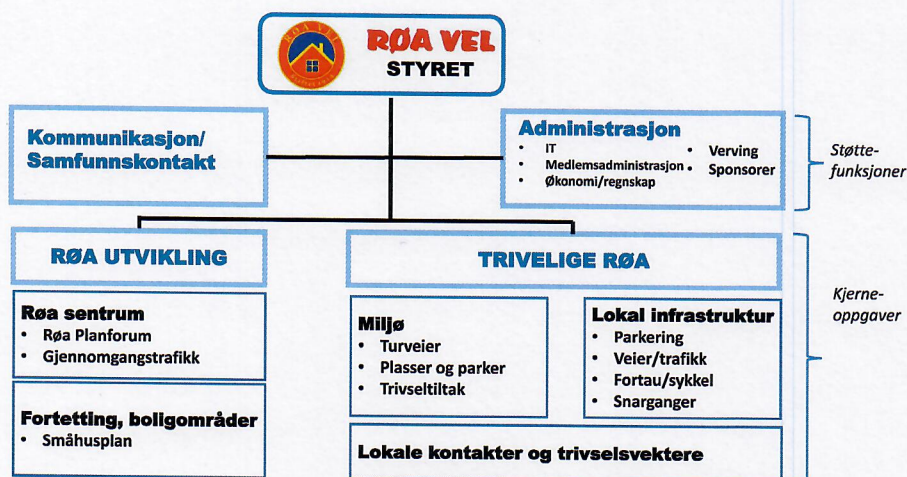 RØA VEL
RØA VEL
STYRET
Kommunikasjon/
Samfunnskontakt
Administrasjon
• IT
• Medlemsadministrasjon
• Økonomi/regnskap
• Verving
• Sponsorer
Støtte-
funksjoner
RØA UTVIKLING
TRIVELIGE RØA
Røa sentrum
• Røa Planforum
• Gjennomgangstrafikk
Fortetting, boligområder
• Småhusplan
Miljø
• Turveier
• Plasser og parker
• Trivseltiltak
Lokal infrastruktur
• Parkering
• Veier/trafikk
• Fortau/sykkel
• Snarganger
Lokale kontakter og trivselsvektere
Kjerne-
oppgaver